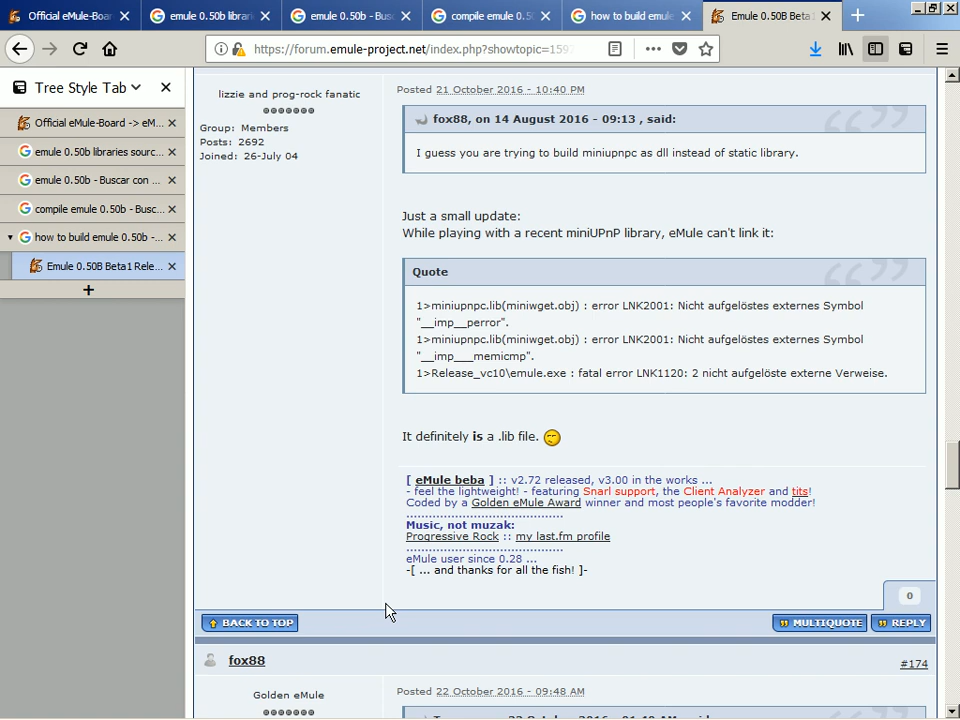 Official eMule-Boar
emule 0.50b librari
emule 0.50b - Bus
compile emule 0.50
how to build emule
Emule 0.50B Beta1
https://forum.emule-project.net/index.php?showtopic=159
Tree Style Tab
Official eMule-Board -> eM...
emule 0.50b libraries sourc...
emule 0.50b - Buscar con ...
compile emule 0.50b - Busc...
how to build emule 0.50b -...
Emule 0.50B Beta1 Rele...
lizzie and prog-rock fanatic
Group: Members
Posts: 2692
Joined: 26-July 04
Posted 21 October 2016 - 10:40 PM
fox88, on 14 August 2016 - 09:13 , said:
I guess you are trying to build miniupnpc as dll instead of static library.
Just a small update:
While playing with a recent miniUPnP library, eMule can't link it:
Quote
1>miniupnpc.lib(miniwget.obj) : error LNK2001: Nicht aufgelöstes externes Symbol
"__imp__perror".
1>miniupnpc.lib(miniwget.obj) : error LNK2001: Nicht aufgelöstes externes Symbol
"__imp___memicmp".
1>Release_vc10\emule.exe : fatal error LNK1120: 2 nicht aufgelöste externe Verweise.
It definitely is a .lib file.
[ eMule beba ] :: v2.72 released, v3.00 in the works ...
- feel the lightweight! - featuring Snarl support, the Client Analyzer and tits!
Coded by a Golden eMule Award winner and most people's favorite modder!
Music, not muzak:
Progressive Rock :: my last.fm profile
eMule user since 0.28 ...
-[ ... and thanks for all the fish! ]-
0
BACK TO TOP
MULTIQUOTE
REPLY
fox88
#174
Golden eMule
Posted 22 October 2016 - 09:48 AM